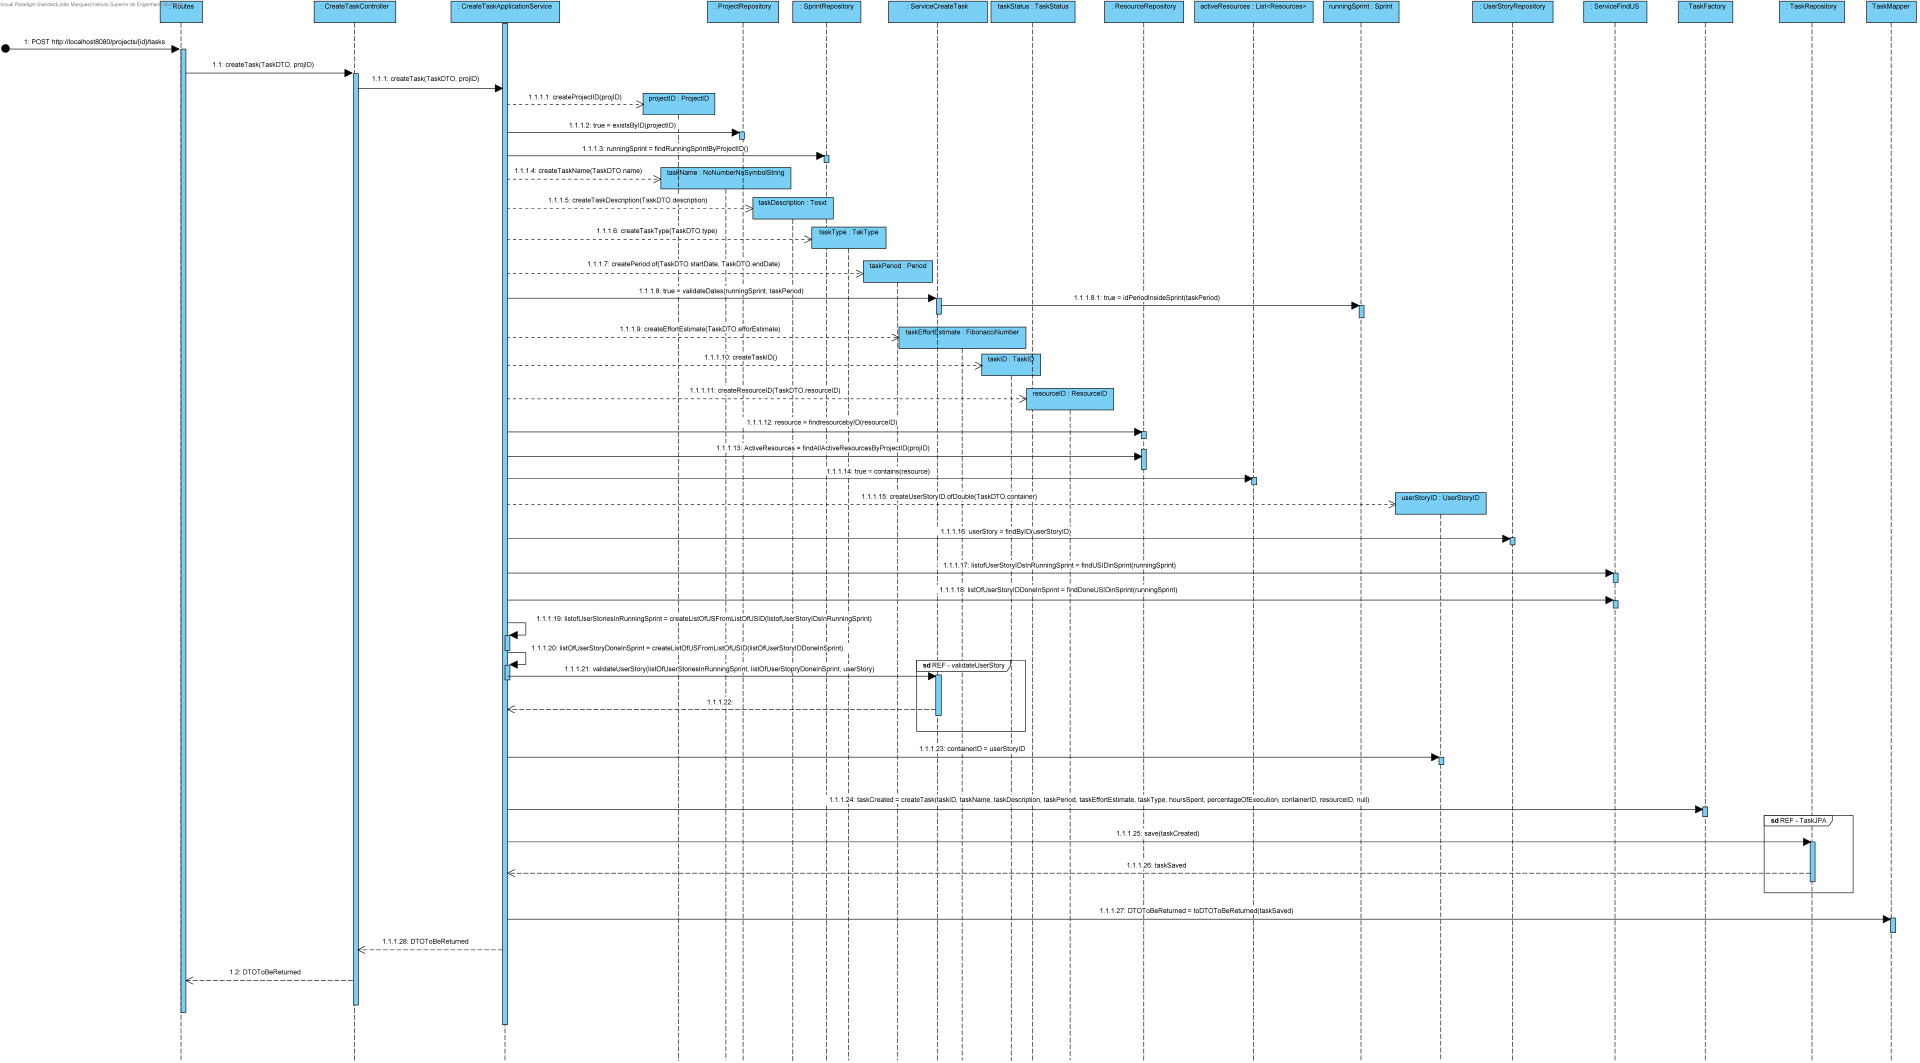 Visual Paradigm Standard(João Marques(Instituto Superior de Engenharia
: Routes
: CreateTaskController
: CreateTaskApplicationService
: ProjectRepository
: SprintRepository
: ServiceCreateTask
taskStatus : TaskStatus
: ResourceRepository
activeResources : List<Resources>
runningSprint : Sprint
: UserStoryRepository
: ServiceFindUS
: TaskFactory
: TaskRepository
TaskMapper
1: POST http://localhost8080/projects/{id}/tasks
1.1: createTask(TaskDTO, projID)
1.1.1: createTask(TaskDTO, projID)
1.1.1.1: createProjectID(projID)
projectID : ProjectID
1.1.1.2: true = existsByID(projectID)
1.1.1.3: runningSprint = findRunningSprintByProjectID()
1.1.1.4: createTaskName(TaskDTO.name)
taskName : NoNumberNoSymbolString
1.1.1.5: createTaskDescription(TaskDTO.description)
taskDescription : Tesxt
1.1.1.6: createTaskType(TaskDTO.type)
taskType : TakType
1.1.1.7: createPeriod.of(TaskDTO.startDate, TaskDTO.endDate)
taskPeriod : Period
1.1.1.8: true = validateDates(runningSprint, taskPeriod)
1.1.1.8.1: true = idPeriodInsideSprint(taskPeriod)
1.1.1.9: createEffortEstimate(TaskDTO.efforEstimate)
taskEffortEstimate : FibonacciNumber
1.1.1.10: createTaskID()
taskID : TaskID
1.1.1.11: createResourceID(TaskDTO.resourceID)
resourceID : ResourceID
1.1.1.12: resource = findresourcebyID(resourceID)
1.1.1.13: ActiveResources = findAllActiveResourcesByProjectID(projID)
1.1.1.14: true = contains(resource)
1.1.1.15: createUserStoryID.ofDouble(TaskDTO.container)
userStoryID : UserStoryID
1.1.1.16: userStory = findByID(userStoryID)
1.1.1.17: listofUserStoryIDsInRunningSprint = findUSIDinSprint(runningSprint)
1.1.1.18: listOfUserStoryIDDoneInSprint = findDoneUSIDinSprint(runningSprint)
1.1.1.19: listofUserStoriesInRunningSprint = createListOfUSFromListOfUSID(listofUserStoryIDsInRunningSprint)
1.1.1.20: listOfUserStoryDoneInSprint = createListOfUSFromListOfUSID(listOfUserStoryIDDoneInSprint)
1.1.1.21: validateUserStory(listOfUserStoriesInRunningSprint, listOfUserStopryDoneInSprint, userStory)
sd REF - validateUserStory
1.1.1.22:
1.1.1.23: containerID = userStoryID
1.1.1.24: taskCreated = createTask(taskID, taskName, taskDescription, taskPeriod, taskEffortEstimate, taskType, hoursSpent, percentageOfExecution, containerID, resourceID, null)
sd REF - TaskJPA
1.1.1.25: save(taskCreated)
1.1.1.26: taskSaved
1.1.1.27: DTOToBeReturned = toDTOToBeReturned(taskSaved)
1.1.1.28: DTOToBeReturned
1.2: DTOToBeReturned